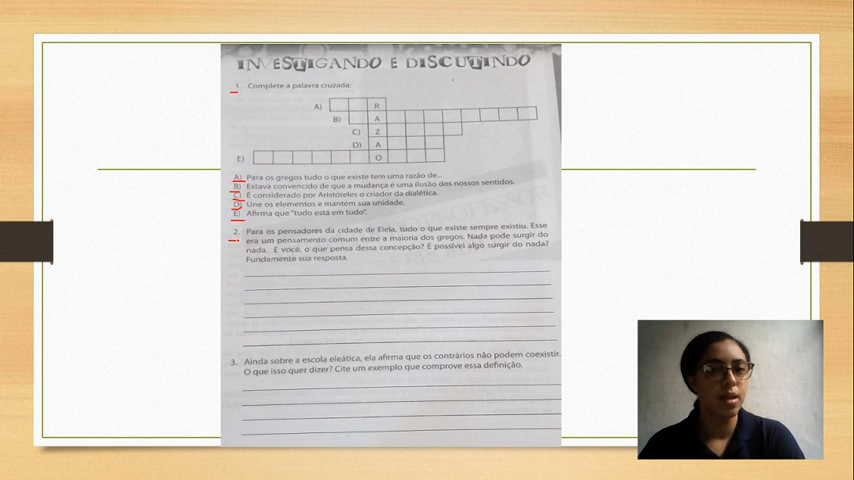 INVESTIGANDO E DISCUTINDO
1. Complete a palavra cruzada:
A) R
B) A
C) Z
D) A
E) O
A) Para os gregos tudo o que existe tem uma razão de...
B) Estava convencido de que a mudança é uma ilusão dos nossos sentidos.
C) É considerado por Aristóteles o criador da dialética.
D) Une os elementos e mantém sua unidade.
E) Afirma que "tudo está em tudo".
2. Para os pensadores da cidade de Eleia, tudo o que existe sempre existiu. Esse
era um pensamento comum entre a maioria dos gregos. Nada pode surgir do
nada. E você, o que pensa dessa concepção? É possível algo surgir do nada?
Fundamente sua resposta.
3. Ainda sobre a escola eleática, ela afirma que os contrários não podem coexistir.
O que isso quer dizer? Cite um exemplo que comprove essa definição.